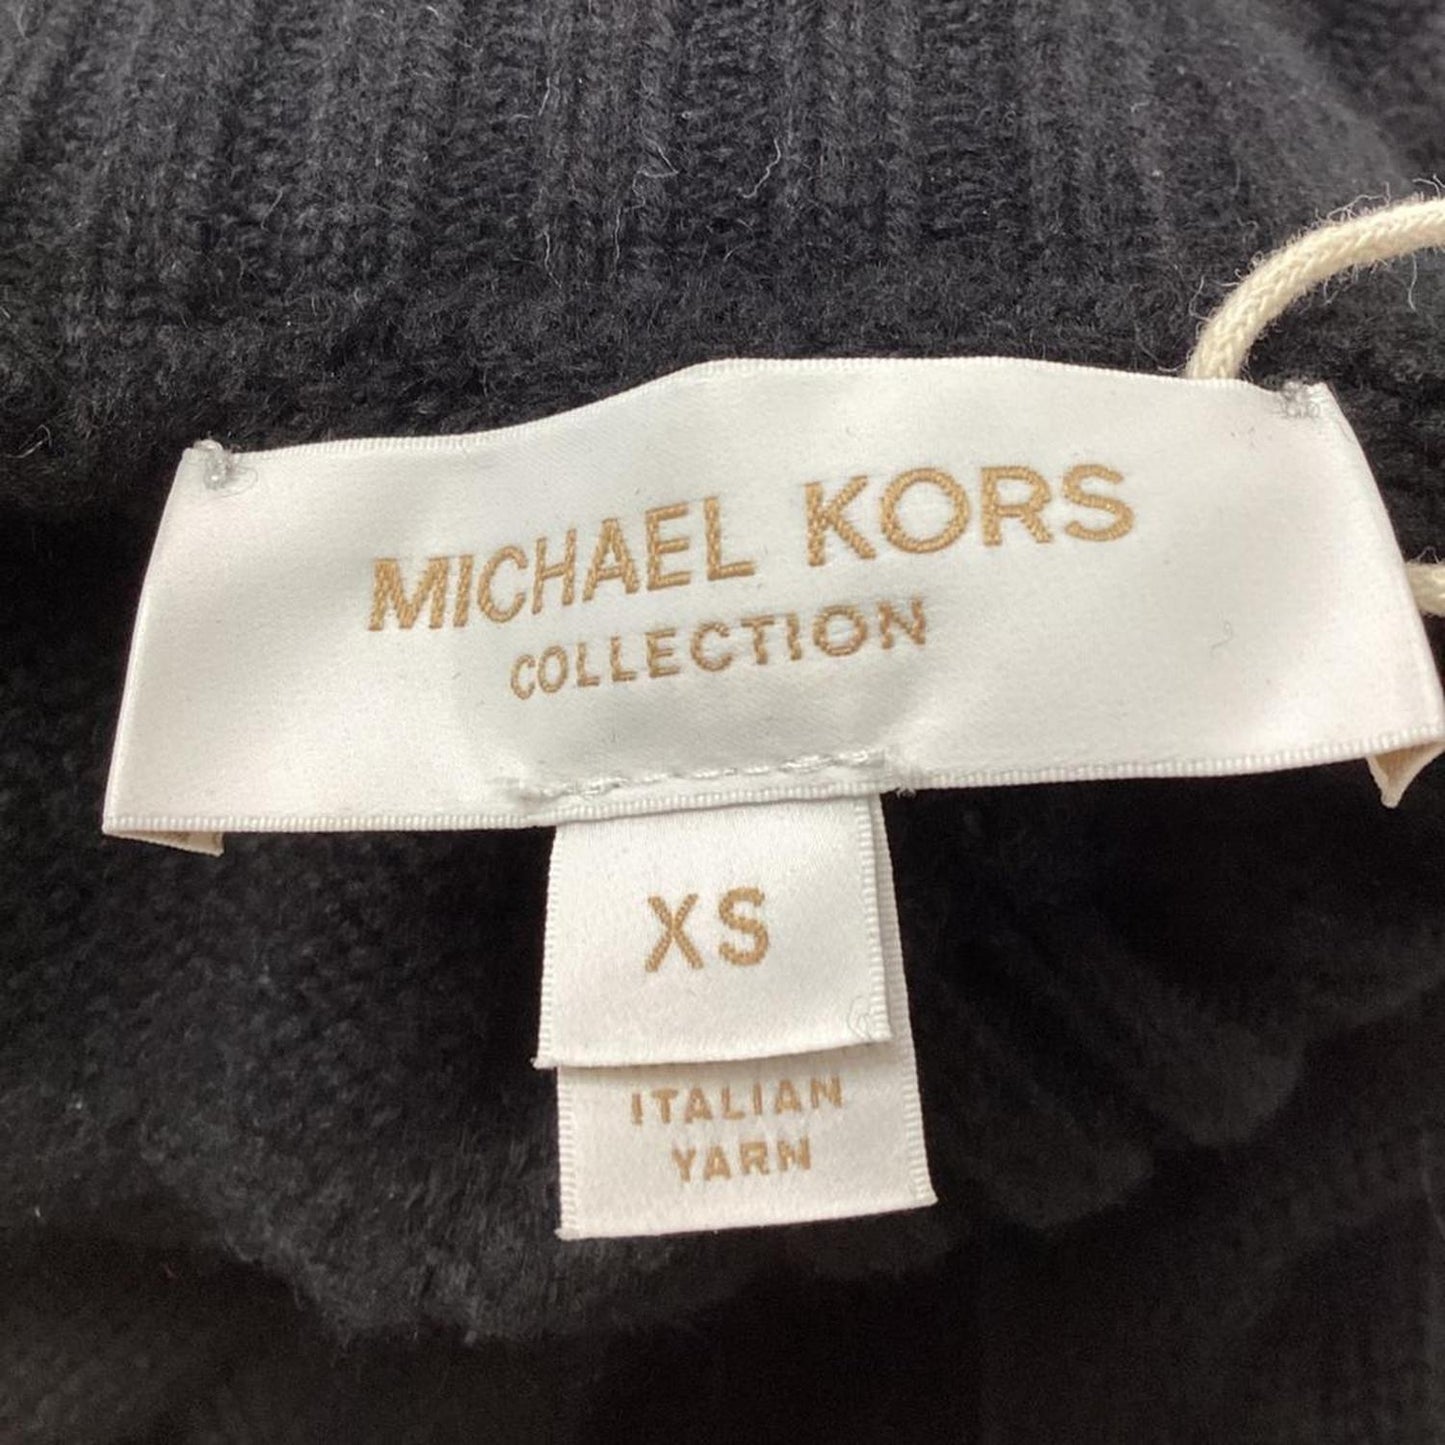 MICHAEL KORS
COLLECTION
XS
ITALIAN
YARN